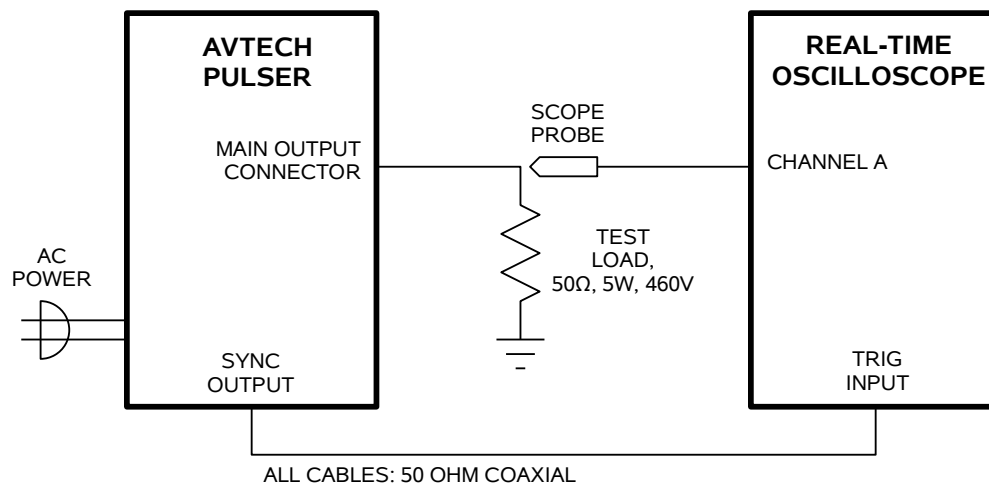 AVTECH
PULSER
REAL-TIME
OSCILLOSCOPE
SCOPE
PROBE
MAIN OUTPUT
CONNECTOR
CHANNEL A
TEST
LOAD,
50Ω, 5W, 460V
AC
POWER
SYNC
OUTPUT
TRIG
INPUT
ALL CABLES: 50 OHM COAXIAL